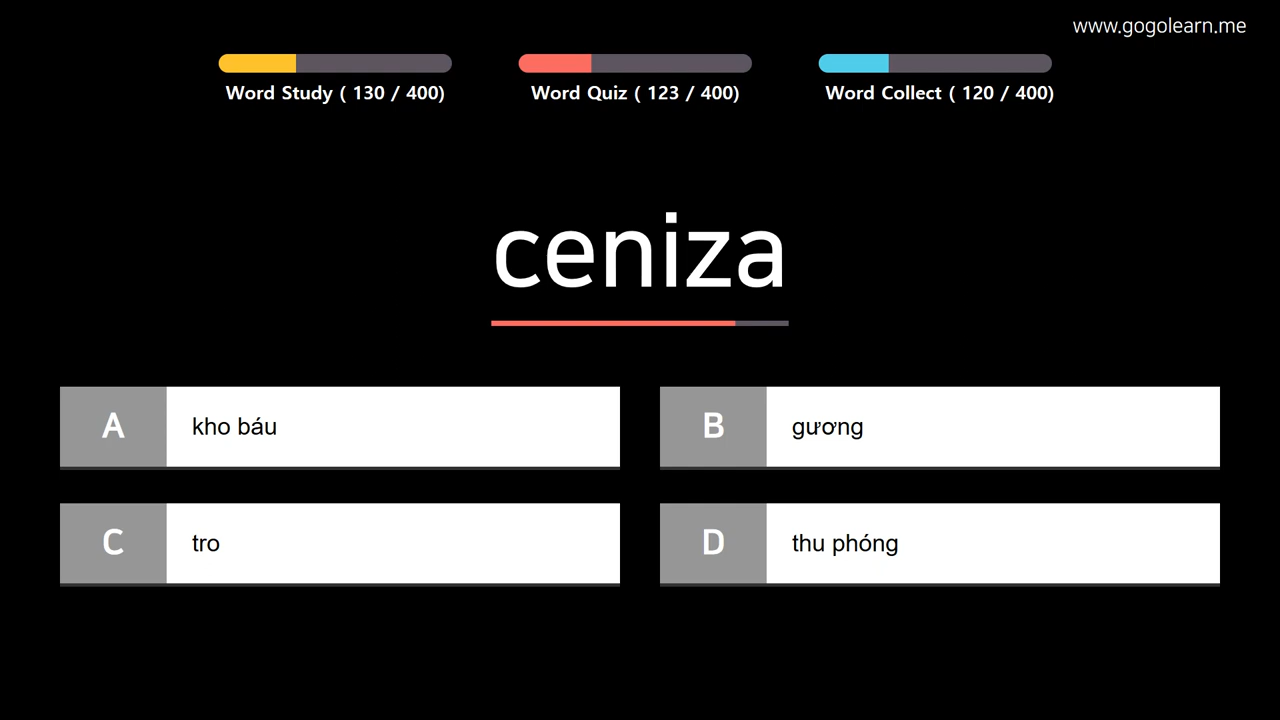 www.gogolearn.me
Word Study ( 130 / 400)
Word Quiz ( 123 / 400)
Word Collect ( 120 / 400)
ceniza
A kho báu
B gương
C tro
D thu phóng